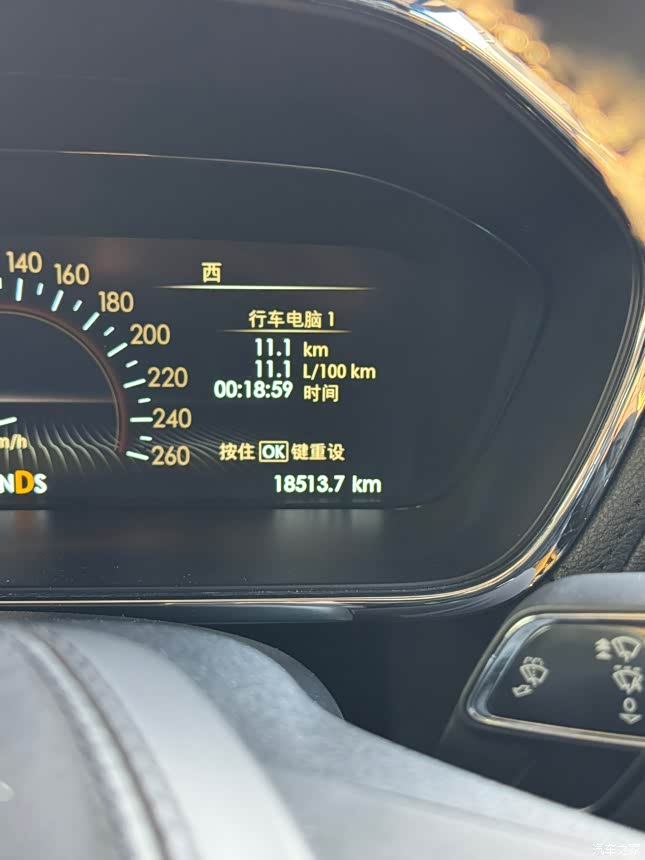 西
140
160
180
200
220
240
260
行车电脑 1
11.1 km
11.1 L/100 km
00:18:59 时间
按住 OK 键重设
m/h
NDS
18513.7 km
汽车之家